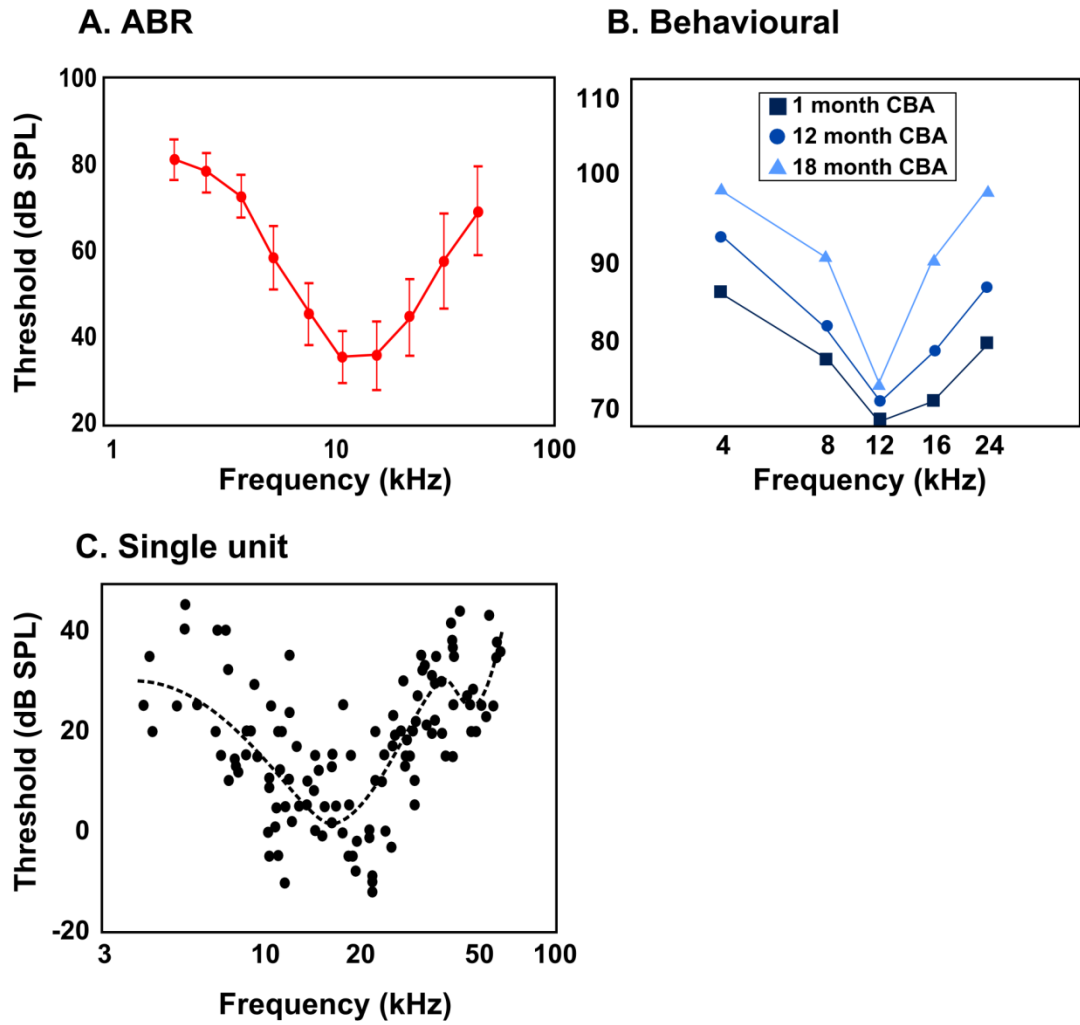 A. ABR
Threshold (dB SPL)
100
80
60
40
20
1 10 100
Frequency (kHz)
B. Behavioural
110
100
90
80
70
1 month CBA
12 month CBA
18 month CBA
4 8 12 16 24
Frequency (kHz)
C. Single unit
Threshold (dB SPL)
40
20
0
-20
3 10 20 50 100
Frequency (kHz)